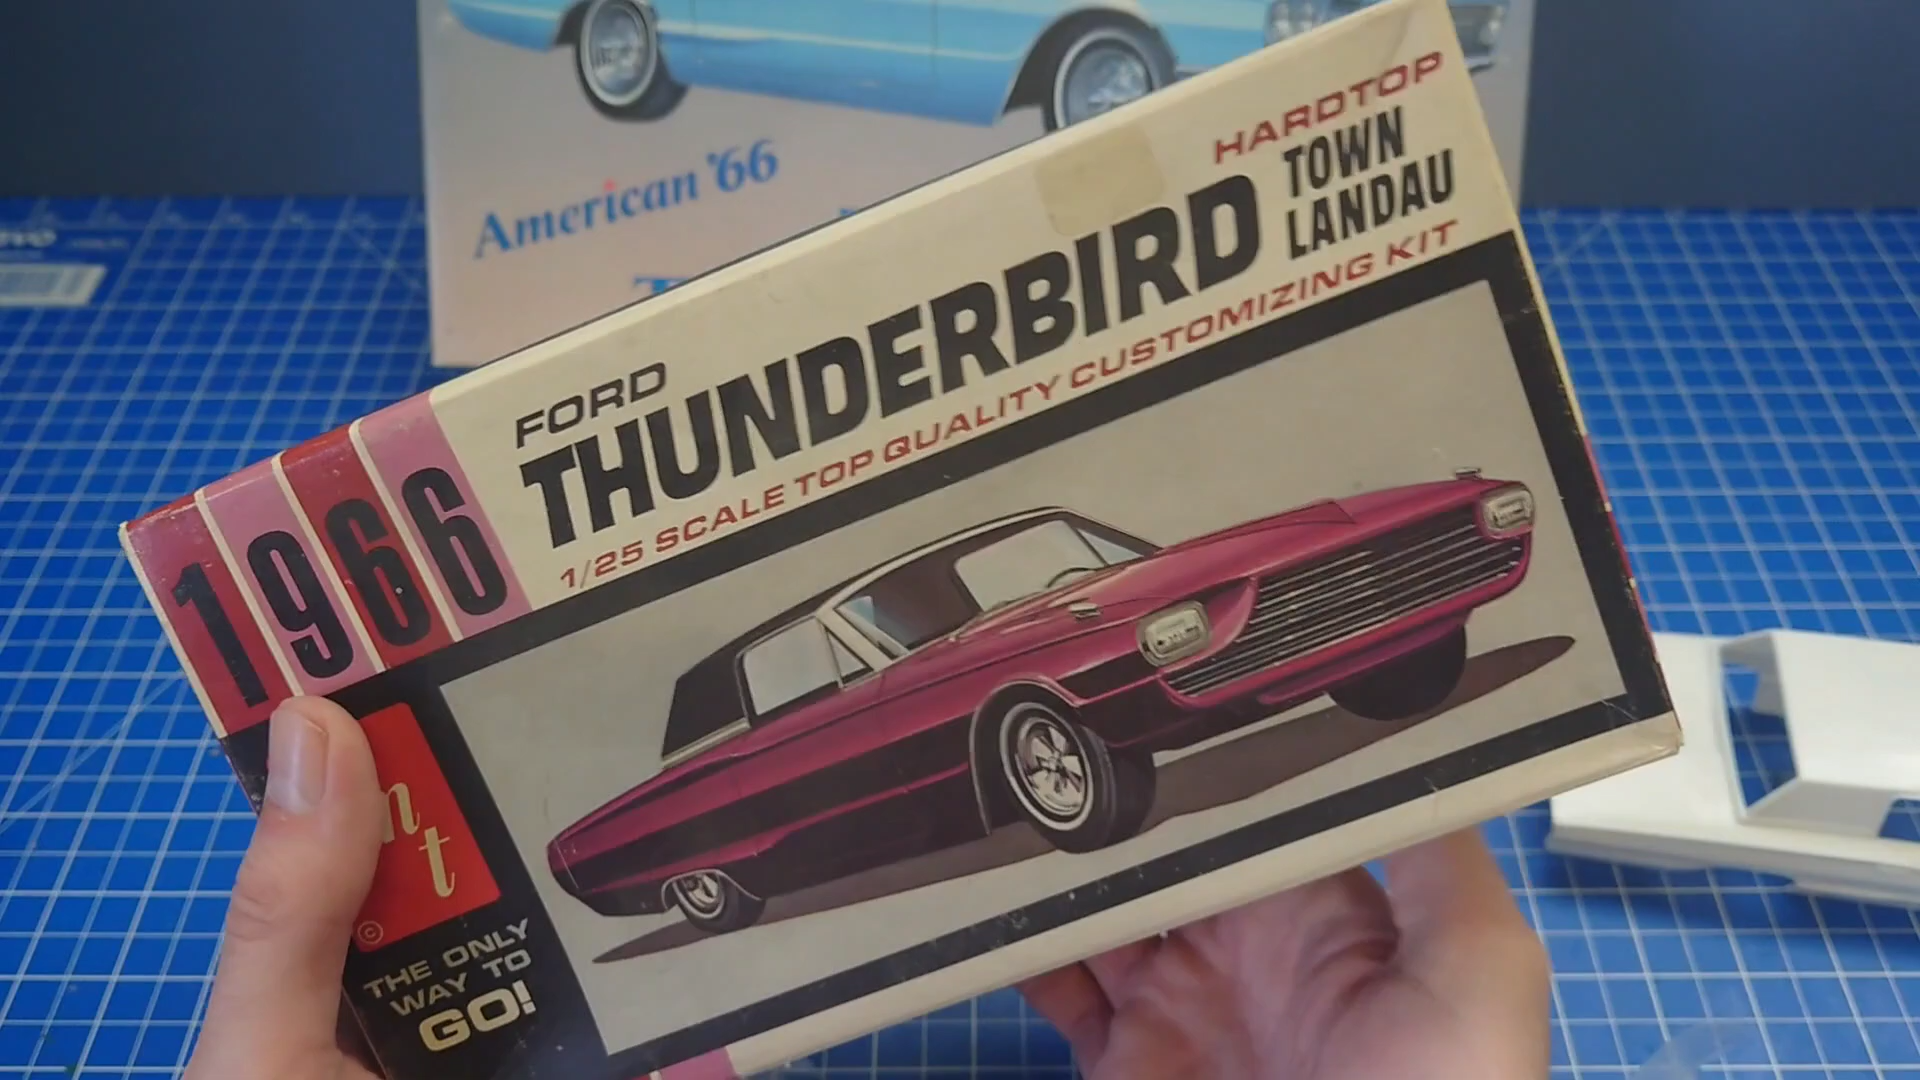 American '66
HARDTOP
FORD
THUNDERBIRD
TOWN
LANDAU
1/25 SCALE TOP QUALITY CUSTOMIZING KIT
1966
mt
©
THE ONLY
WAY TO
GO!